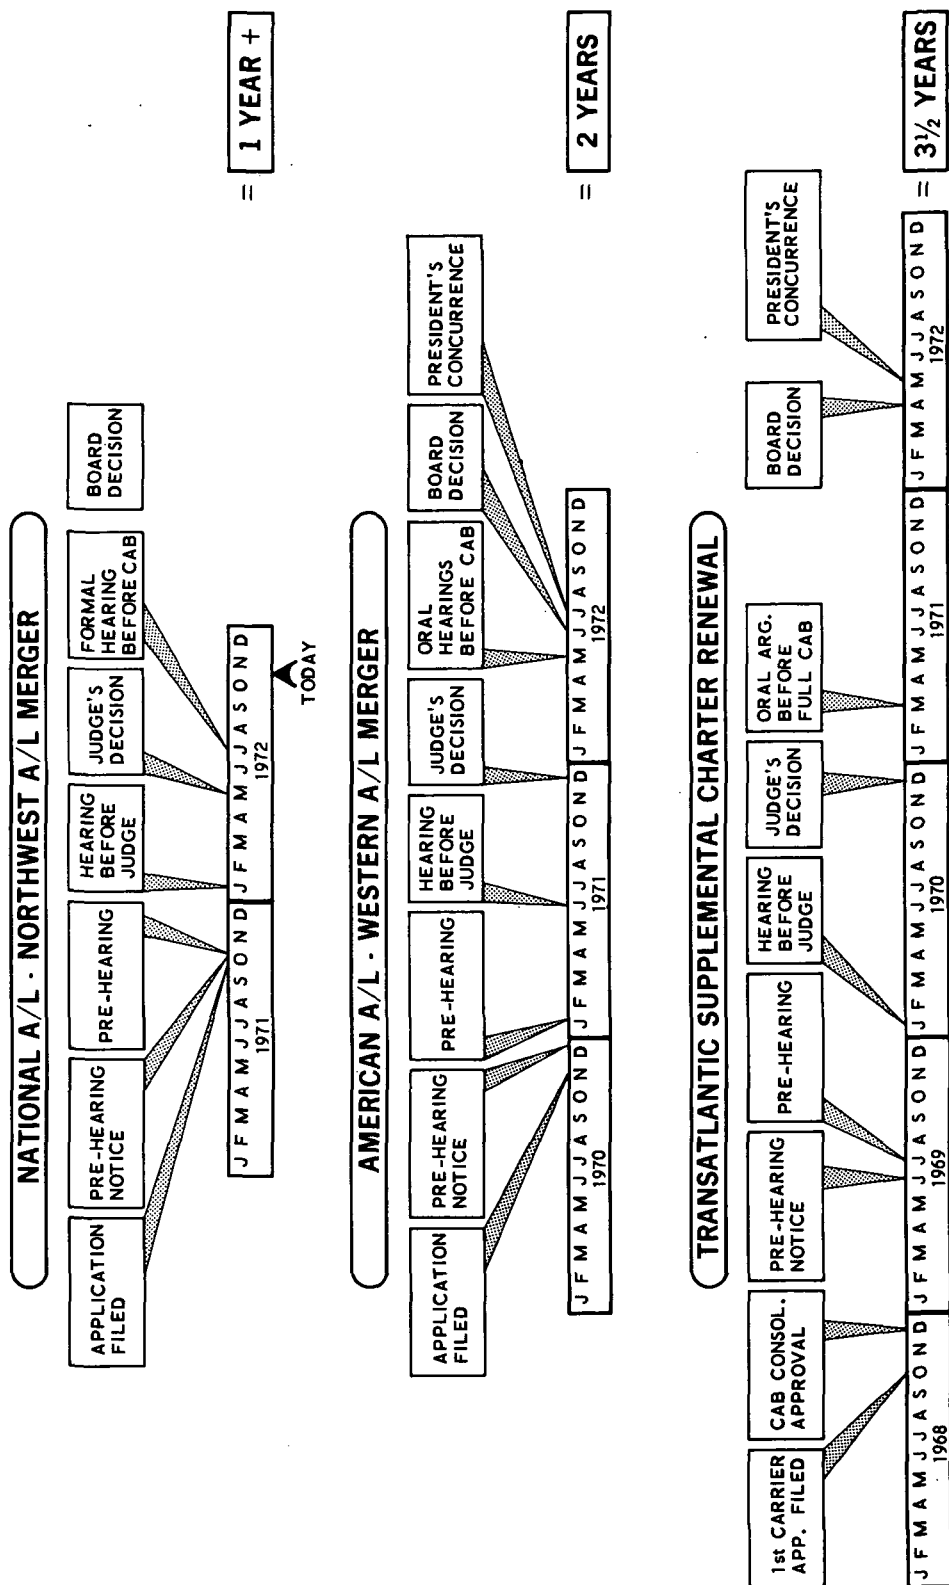 NATIONAL A/L - NORTHWEST A/L MERGER
APPLICATION
FILED
PRE-HEARING
NOTICE
PRE-HEARING
HEARING
BEFORE
JUDGE
JUDGE'S
DECISION
FORMAL
HEARING
BEFORE CAB
BOARD
DECISION
J F M A M J J A S O N D
1971
J F M A M J J A S O N D
1972
= 1 YEAR +
TODAY
AMERICAN A/L - WESTERN A/L MERGER
APPLICATION
FILED
PRE-HEARING
NOTICE
PRE-HEARING
HEARING
BEFORE
JUDGE
JUDGE'S
DECISION
ORAL
HEARINGS
BEFORE CAB
BOARD
DECISION
PRESIDENT'S
CONCURRENCE
J F M A M J J A S O N D
1970
J F M A M J J A S O N D
1971
J F M A M J J A S O N D
1972
= 2 YEARS
TRANSATLANTIC SUPPLEMENTAL CHARTER RENEWAL
1st CARRIER
APP. FILED
CAB CONSOL.
APPROVAL
PRE-HEARING
NOTICE
PRE-HEARING
HEARING
BEFORE
JUDGE
JUDGE'S
DECISION
ORAL ARG.
BEFORE
FULL CAB
BOARD
DECISION
PRESIDENT'S
CONCURRENCE
J F M A M J J A S O N D
1968
J F M A M J J A S O N D
1969
J F M A M J J A S O N D
1970
J F M A M J J A S O N D
1971
J F M A M J J A S O N D
1972
= 3½ YEARS